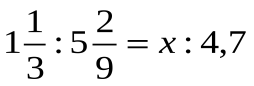 1 1/3 : 5 2/9 = x : 4,7